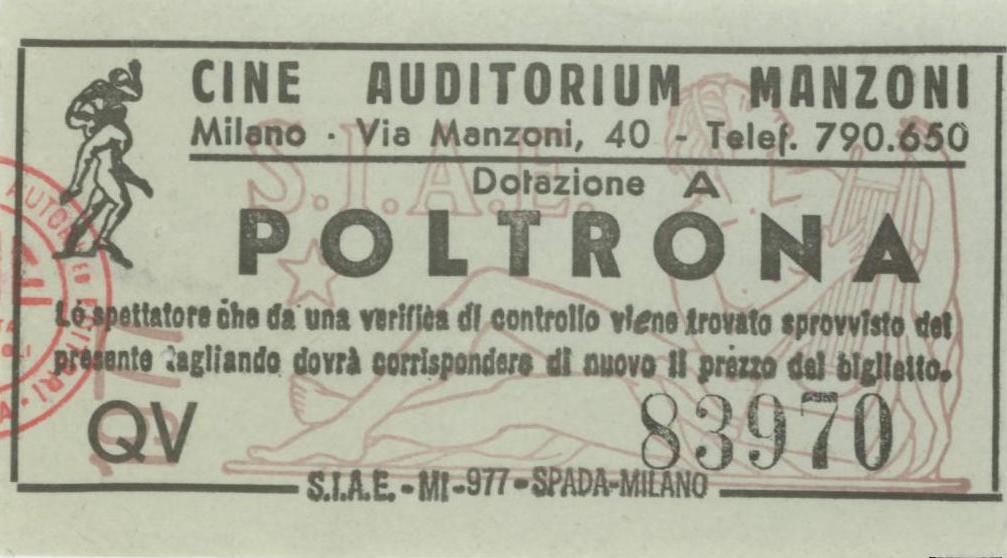 CINE AUDITORIUM MANZONI
Milano - Via Manzoni, 40 - Telef. 790.650
S.I.A.E.
Dotazione A
POLTRONA
Lo spettatore che da una verifica di controllo viene trovato sprovvisto del
presente tagliando dovrà corrispondere di nuovo il prezzo del biglietto.
QV 83970
S.I.A.E. - MI - 977 - SPADA - MILANO